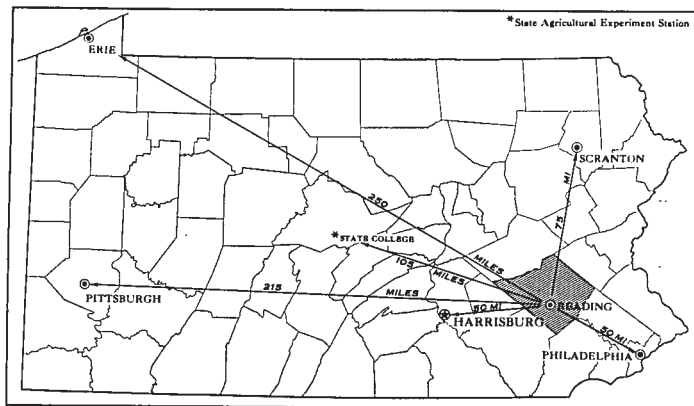 *State Agricultural Experiment Station
ERIE
SCRANTON
75 MI
250 MILES
*STATE COLLEGE
105 MILES
215 MILES
PITTSBURGH
READING
50 MI
HARRISBURG
50 MI
PHILADELPHIA